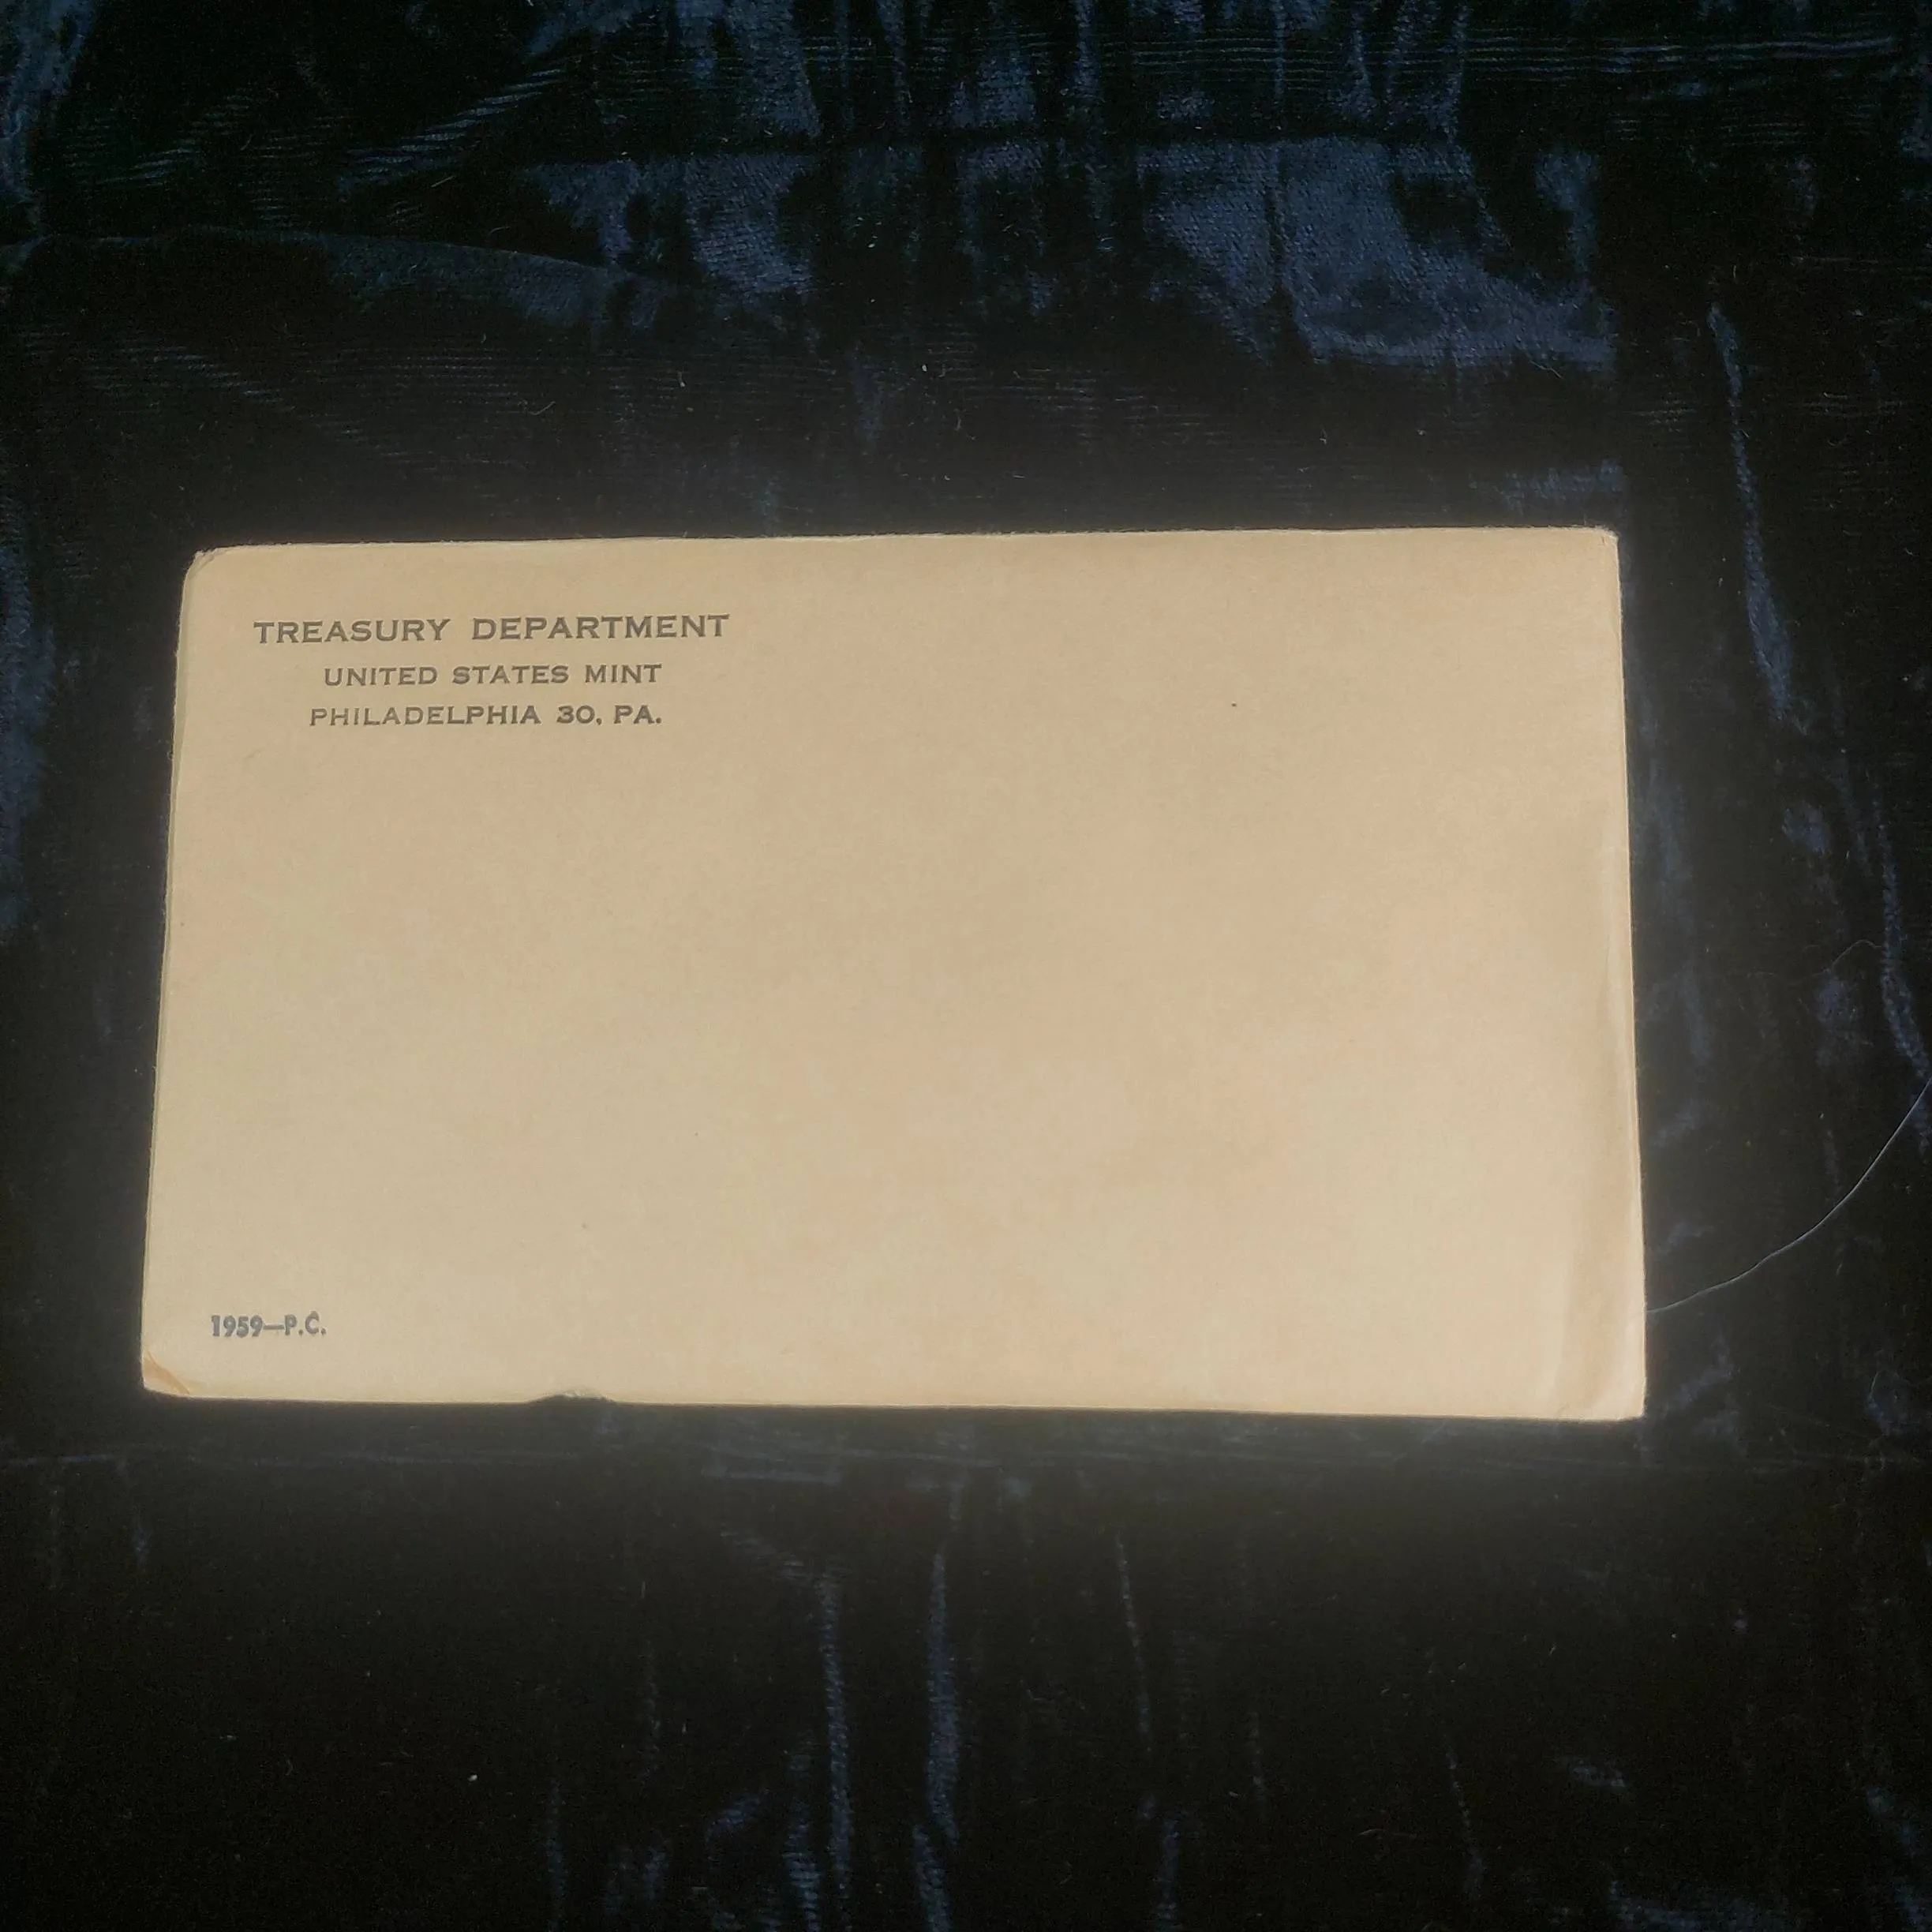 TREASURY DEPARTMENT
UNITED STATES MINT
PHILADELPHIA 30, PA.
1959—P.C.